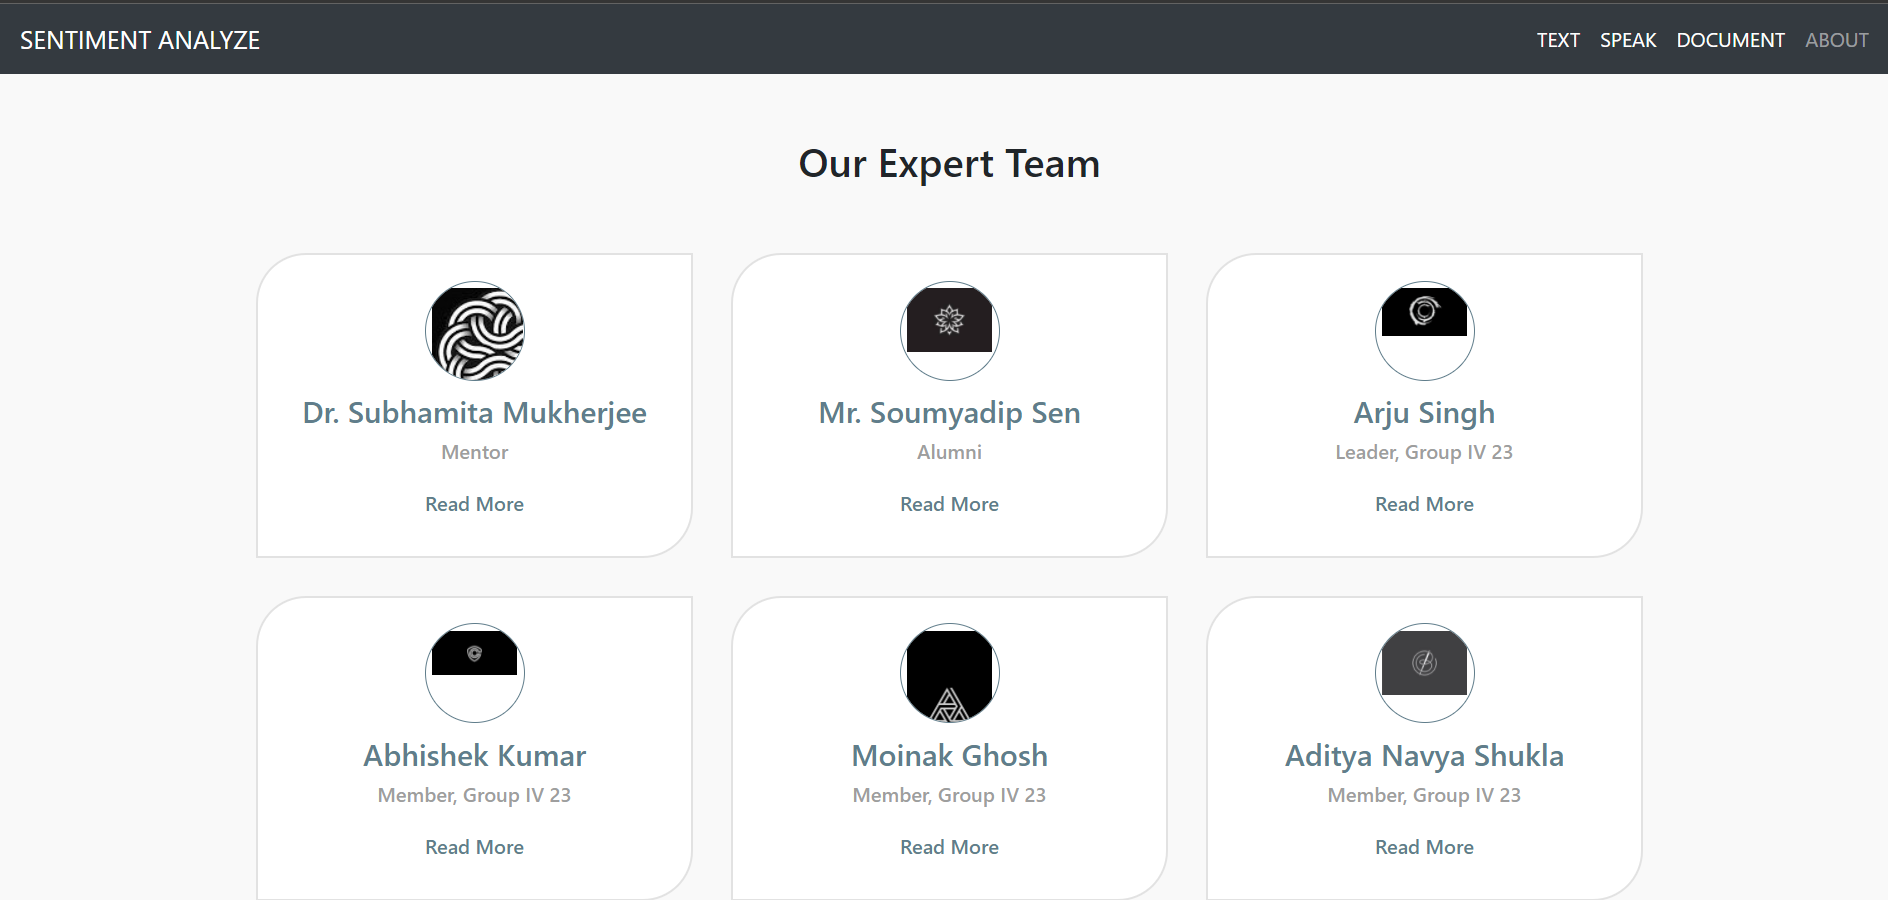 SENTIMENT ANALYZE
TEXT SPEAK DOCUMENT ABOUT
Our Expert Team
Dr. Subhamita Mukherjee
Mentor
Read More
Mr. Soumyadip Sen
Alumni
Read More
Arju Singh
Leader, Group IV 23
Read More
Abhishek Kumar
Member, Group IV 23
Read More
Moinak Ghosh
Member, Group IV 23
Read More
Aditya Navya Shukla
Member, Group IV 23
Read More